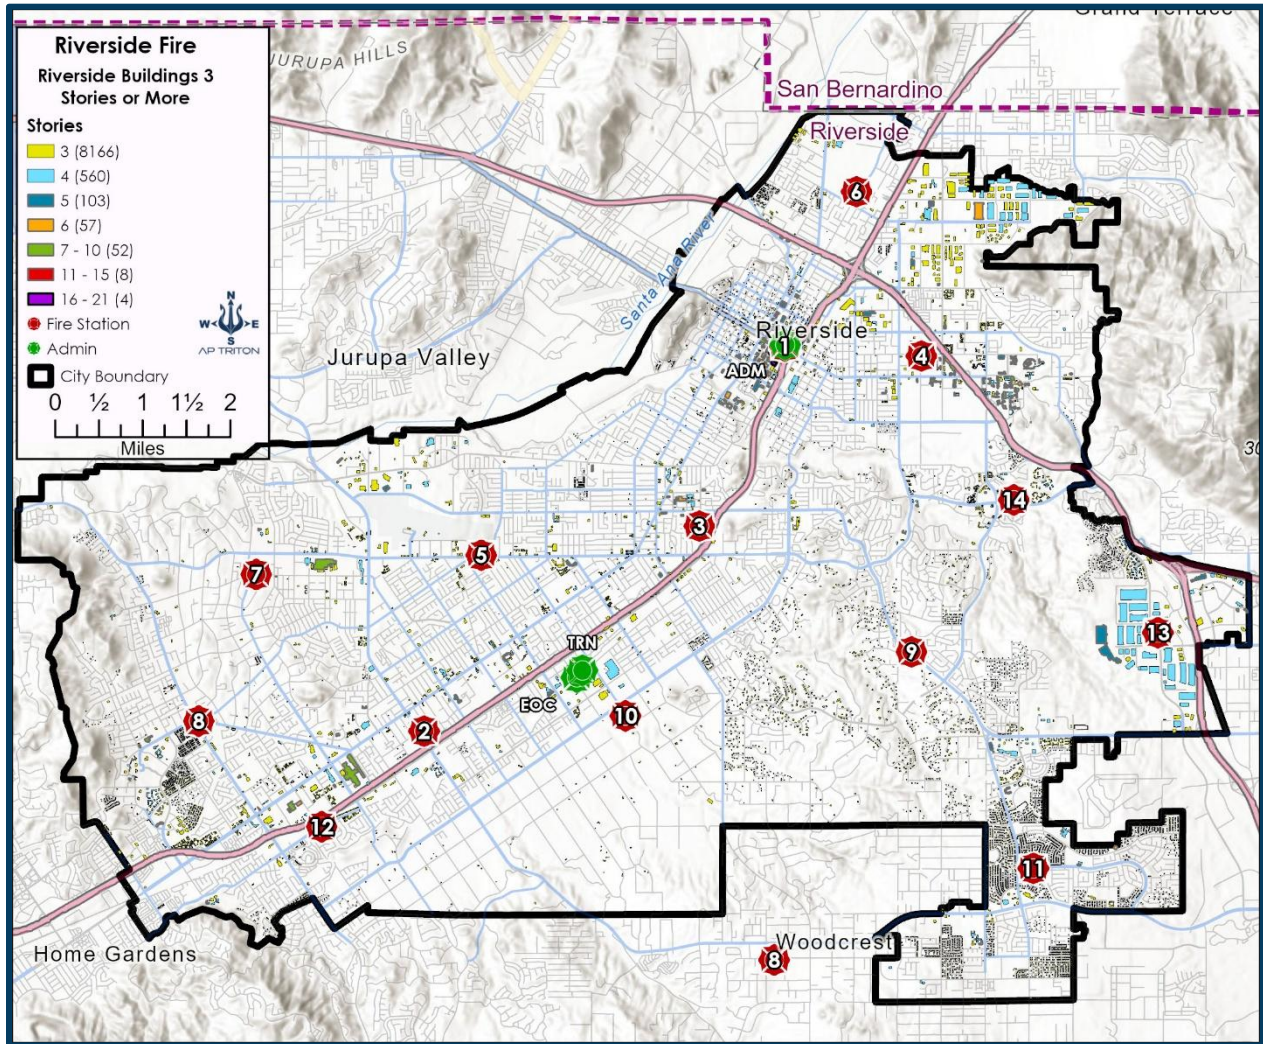 Riverside Fire
Riverside Buildings 3
Stories or More
Stories
3 (8166)
4 (560)
5 (103)
6 (57)
7 - 10 (52)
11 - 15 (8)
16 - 21 (4)
Fire Station
Admin
City Boundary
N
W E
S
AP TRITON
0 ½ 1 1½ 2
Miles
JURUPA HILLS
Grand Terrace
San Bernardino
Riverside
6
Santa Ana River
Riverside
1
ADM
4
Jurupa Valley
14
3
5
7
13
9
TRN
EOC
10
8
2
12
11
Home Gardens
Woodcrest
8